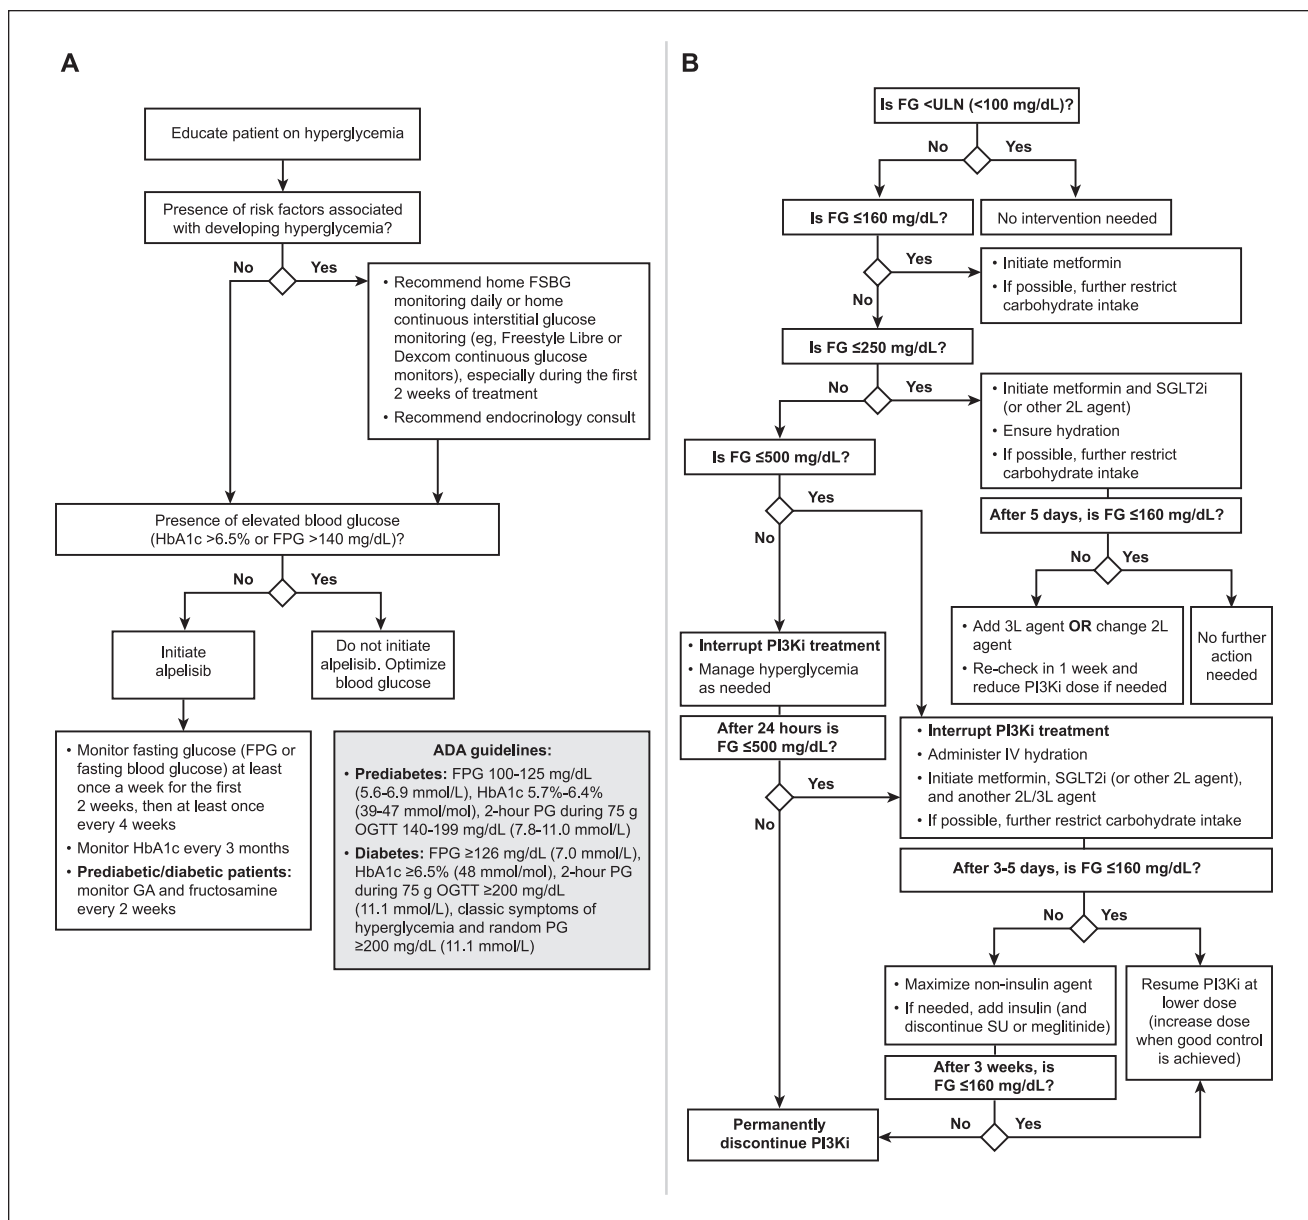 A
Educate patient on hyperglycemia
Presence of risk factors associated
with developing hyperglycemia?
No
Yes
• Recommend home FSBG
monitoring daily or home
continuous interstitial glucose
monitoring (eg, Freestyle Libre or
Dexcom continuous glucose
monitors), especially during the first
2 weeks of treatment
• Recommend endocrinology consult
Presence of elevated blood glucose
(HbA1c >6.5% or FPG >140 mg/dL)?
No
Yes
Initiate
alpelisib
Do not initiate
alpelisib. Optimize
blood glucose
• Monitor fasting glucose (FPG or
fasting blood glucose) at least
once a week for the first
2 weeks, then at least once
every 4 weeks
• Monitor HbA1c every 3 months
• Prediabetic/diabetic patients:
monitor GA and fructosamine
every 2 weeks
ADA guidelines:
• Prediabetes: FPG 100-125 mg/dL
(5.6-6.9 mmol/L), HbA1c 5.7%-6.4%
(39-47 mmol/mol), 2-hour PG during 75 g
OGTT 140-199 mg/dL (7.8-11.0 mmol/L)
• Diabetes: FPG ≥126 mg/dL (7.0 mmol/L),
HbA1c ≥6.5% (48 mmol/mol), 2-hour PG
during 75 g OGTT ≥200 mg/dL
(11.1 mmol/L), classic symptoms of
hyperglycemia and random PG
≥200 mg/dL (11.1 mmol/L)
B
Is FG <ULN (<100 mg/dL)?
No
Yes
Is FG ≤160 mg/dL?
No intervention needed
Yes
No
• Initiate metformin
• If possible, further restrict
carbohydrate intake
Is FG ≤250 mg/dL?
No
Yes
• Initiate metformin and SGLT2i
(or other 2L agent)
• Ensure hydration
• If possible, further restrict
carbohydrate intake
Is FG ≤500 mg/dL?
Yes
No
After 5 days, is FG ≤160 mg/dL?
No
Yes
• Add 3L agent OR change 2L
agent
• Re-check in 1 week and
reduce PI3Ki dose if needed
No further
action
needed
• Interrupt PI3Ki treatment
• Manage hyperglycemia
as needed
After 24 hours is
FG ≤500 mg/dL?
Yes
No
• Interrupt PI3Ki treatment
• Administer IV hydration
• Initiate metformin, SGLT2i (or other 2L agent),
and another 2L/3L agent
• If possible, further restrict carbohydrate intake
After 3-5 days, is FG ≤160 mg/dL?
No
Yes
• Maximize non-insulin agent
• If needed, add insulin (and
discontinue SU or meglitinide)
Resume PI3Ki at
lower dose
(increase dose
when good control
is achieved)
After 3 weeks, is
FG ≤160 mg/dL?
No
Yes
Permanently
discontinue PI3Ki